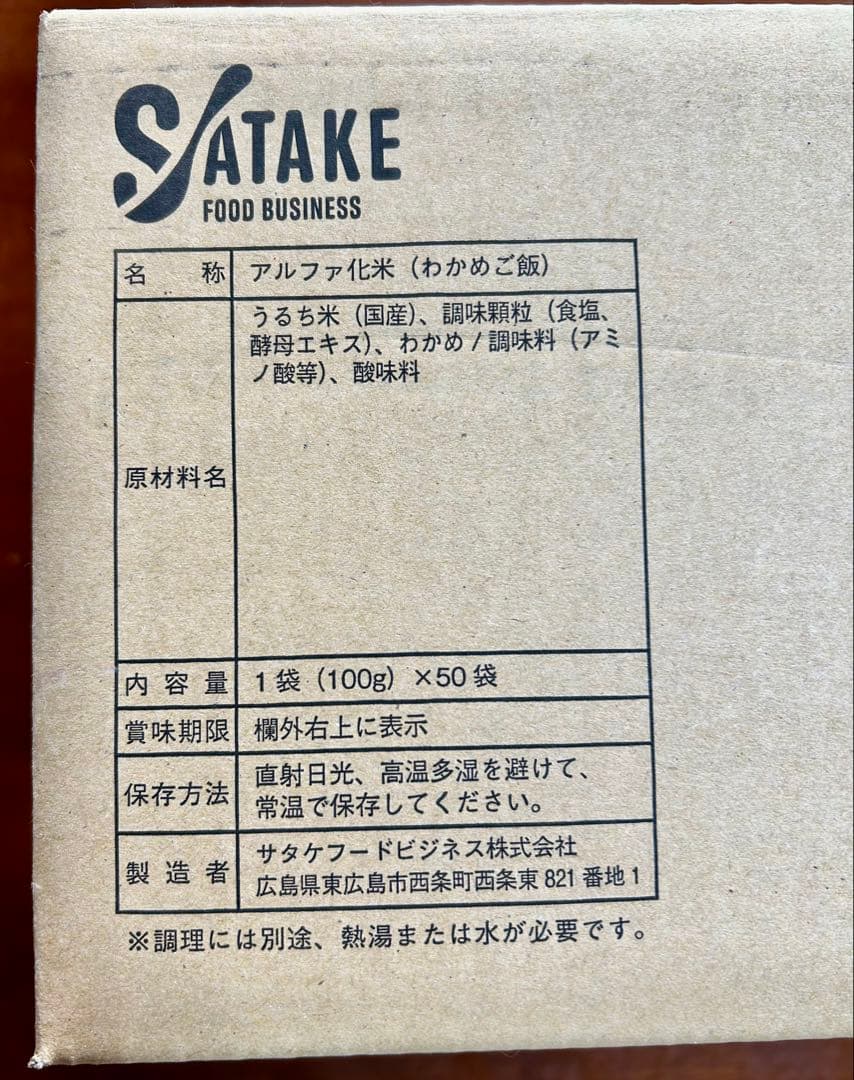 SATAKE
FOOD BUSINESS
名称 アルファ化米（わかめご飯）
原材料名 うるち米（国産）、調味顆粒（食塩、
酵母エキス）、わかめ / 調味料（アミ
ノ酸等）、酸味料
内容量 1袋（100g）×50袋
賞味期限 欄外右上に表示
保存方法 直射日光、高温多湿を避けて、
常温で保存してください。
製造者 サタケフードビジネス株式会社
広島県東広島市西条町西条東821番地1
※調理には別途、熱湯または水が必要です。